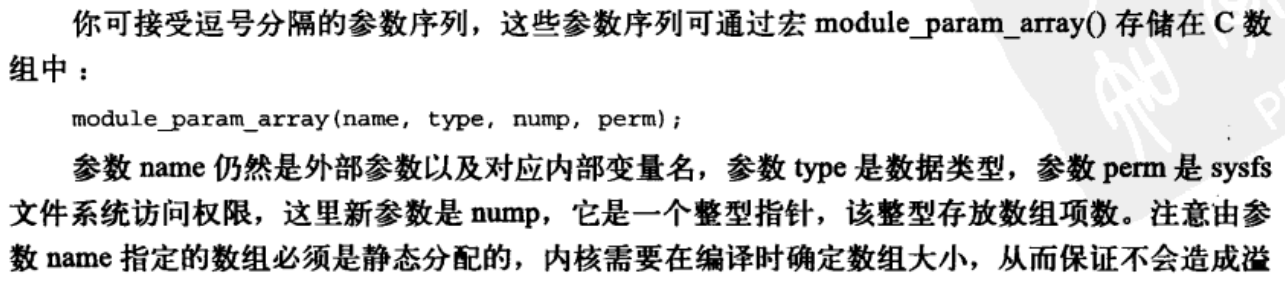 你可接受逗号分隔的参数序列，这些参数序列可通过宏 module_param_array() 存储在 C 数
组中：
module_param_array(name, type, nump, perm);
参数 name 仍然是外部参数以及对应内部变量名，参数 type 是数据类型，参数 perm 是 sysfs
文件系统访问权限，这里新参数是 nump，它是一个整型指针，该整型存放数组项数。注意由参
数 name 指定的数组必须是静态分配的，内核需要在编译时确定数组大小，从而保证不会造成溢